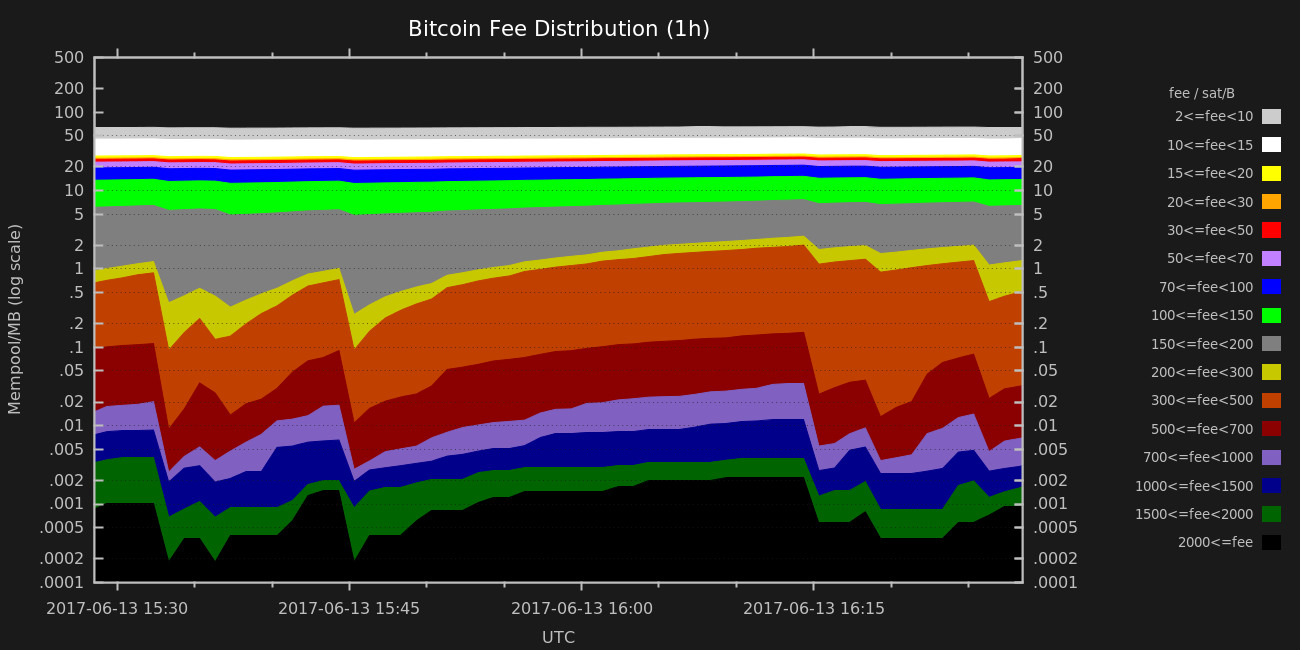 Bitcoin Fee Distribution (1h)
500
200
100
50
20
10
5
2
1
.5
.2
.1
.05
.02
.01
.005
.002
.001
.0005
.0002
.0001
Mempool/MB (log scale)
500
200
100
50
20
10
5
2
1
.5
.2
.1
.05
.02
.01
.005
.002
.001
.0005
.0002
.0001
2017-06-13 15:30
2017-06-13 15:45
2017-06-13 16:00
2017-06-13 16:15
UTC
fee / sat/B
2<=fee<10
10<=fee<15
15<=fee<20
20<=fee<30
30<=fee<50
50<=fee<70
70<=fee<100
100<=fee<150
150<=fee<200
200<=fee<300
300<=fee<500
500<=fee<700
700<=fee<1000
1000<=fee<1500
1500<=fee<2000
2000<=fee